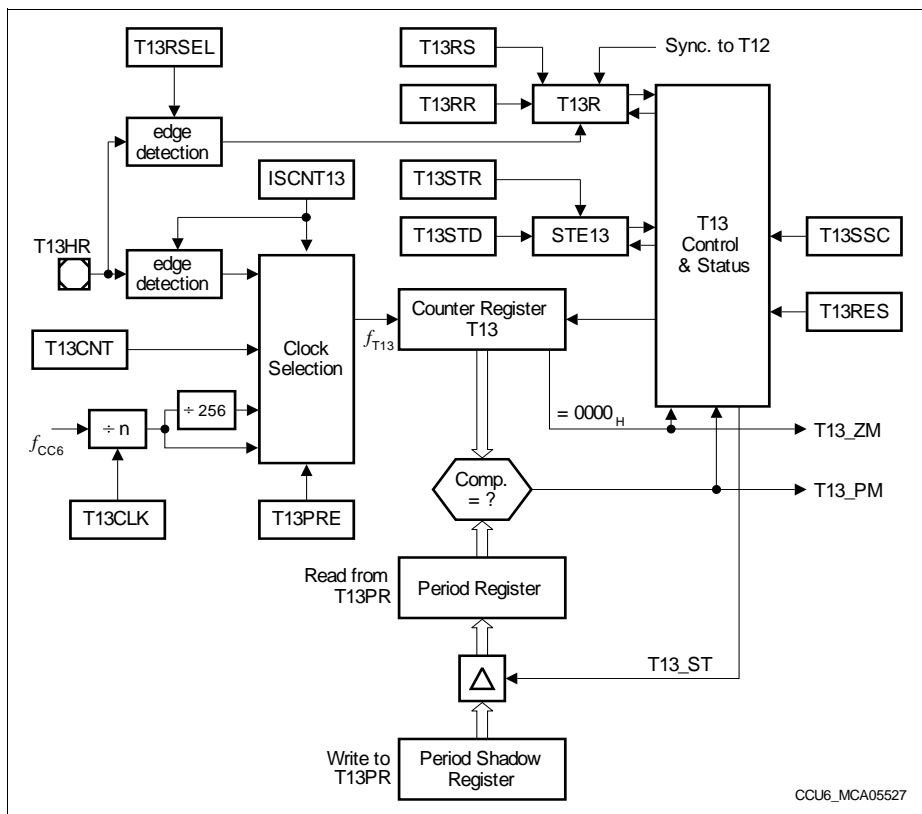 T13RSEL
T13RS
Sync. to T12
T13RR
T13R
edge
detection
ISCNT13
T13STR
T13STD
STE13
T13
Control
& Status
T13SSC
T13HR
edge
detection
T13RES
Counter Register
T13
fT13
T13CNT
Clock
Selection
÷ 256
fCC6
÷ n
= 0000H
T13_ZM
Comp.
= ?
T13_PM
T13CLK
T13PRE
Read from
T13PR
Period Register
T13_ST
Write to
T13PR
Period Shadow
Register
CCU6_MCA05527